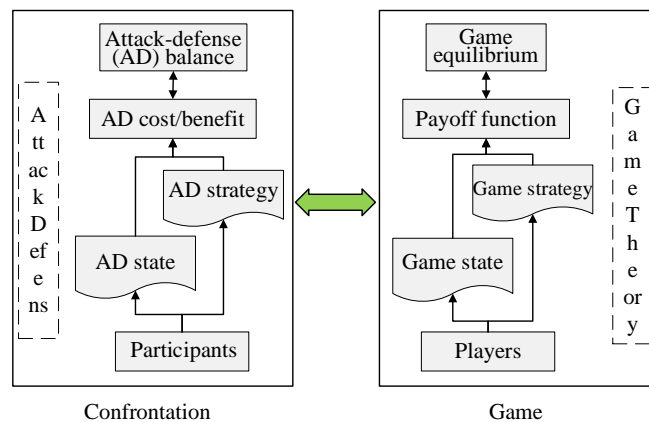 Attack-defense
(AD) balance
AD cost/benefit
AD strategy
AD state
Participants
A
tt
ac
k
D
ef
e
ns
Confrontation
Game
equilibrium
Payoff function
Game strategy
Game state
Players
G
a
m
e
T
h
e
or
y
Game